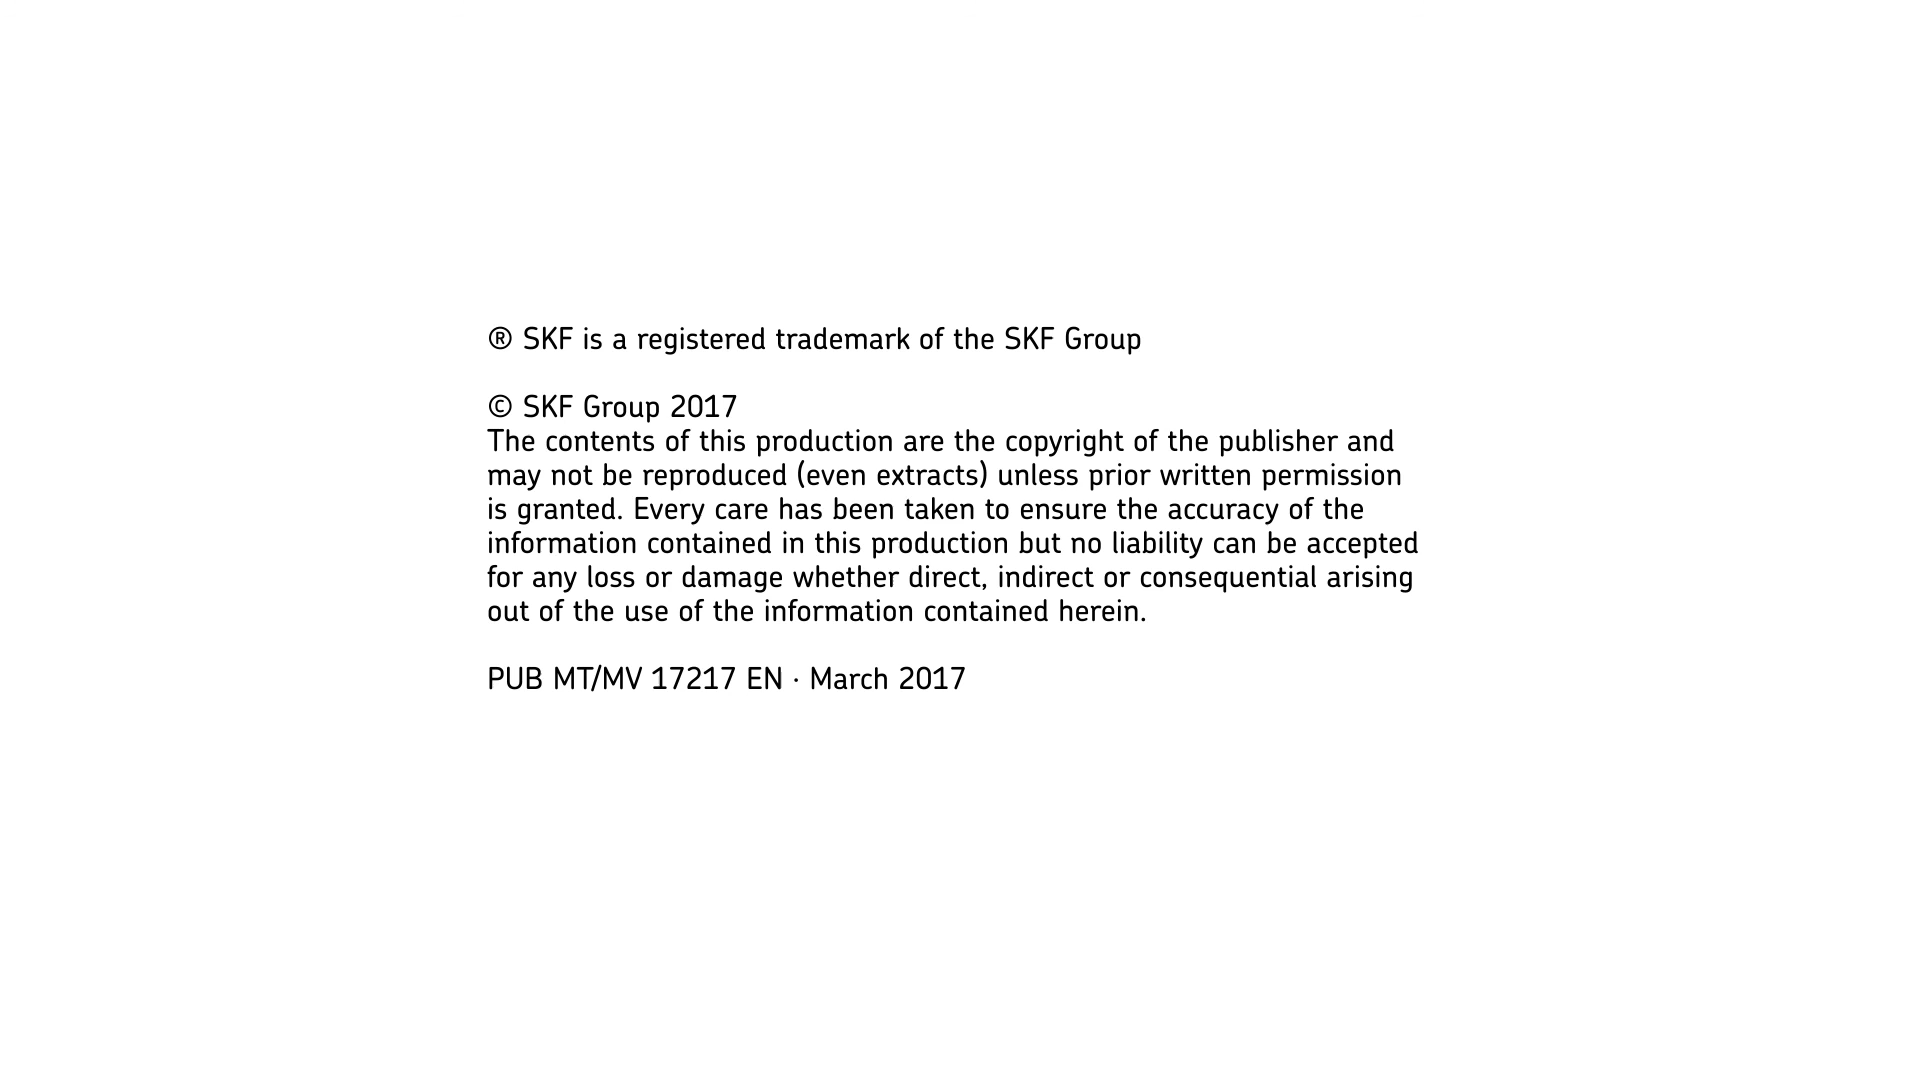 ® SKF is a registered trademark of the SKF Group
© SKF Group 2017
The contents of this production are the copyright of the publisher and
may not be reproduced (even extracts) unless prior written permission
is granted. Every care has been taken to ensure the accuracy of the
information contained in this production but no liability can be accepted
for any loss or damage whether direct, indirect or consequential arising
out of the use of the information contained herein.
PUB MT/MV 17217 EN · March 2017